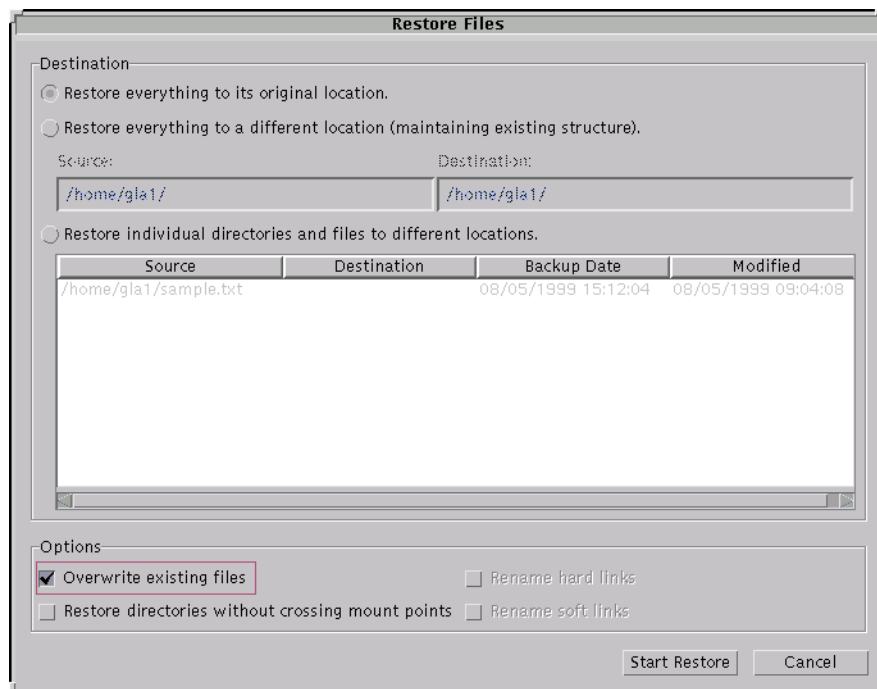 Restore Files
Destination
Restore everything to its original location.
Restore everything to a different location (maintaining existing structure).
Source: Destination:
/home/gla1/ /home/gla1/
Restore individual directories and files to different locations.
Source Destination Backup Date Modified
/home/gla1/sample.txt 08/05/1999 15:12:04 08/05/1999 09:04:08
Options
Overwrite existing files Rename hard links
Restore directories without crossing mount points Rename soft links
Start Restore Cancel